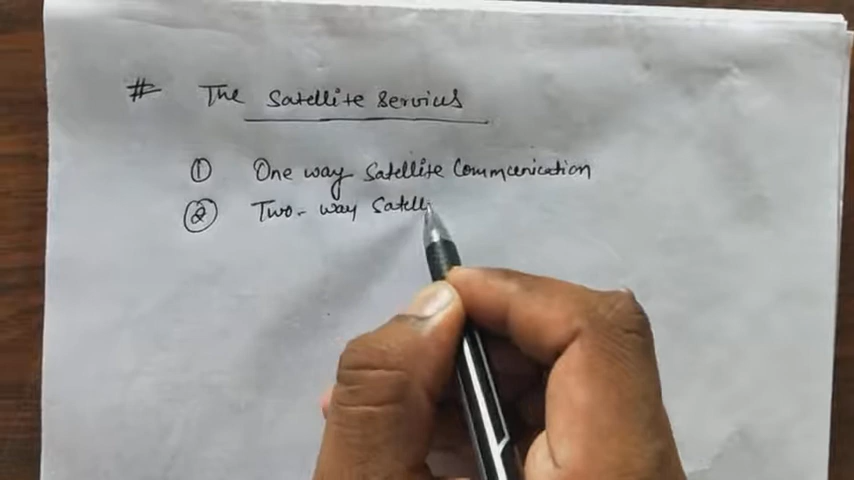 # The Satellite Services
① One way Satellite Communication
② Two-way Satelli